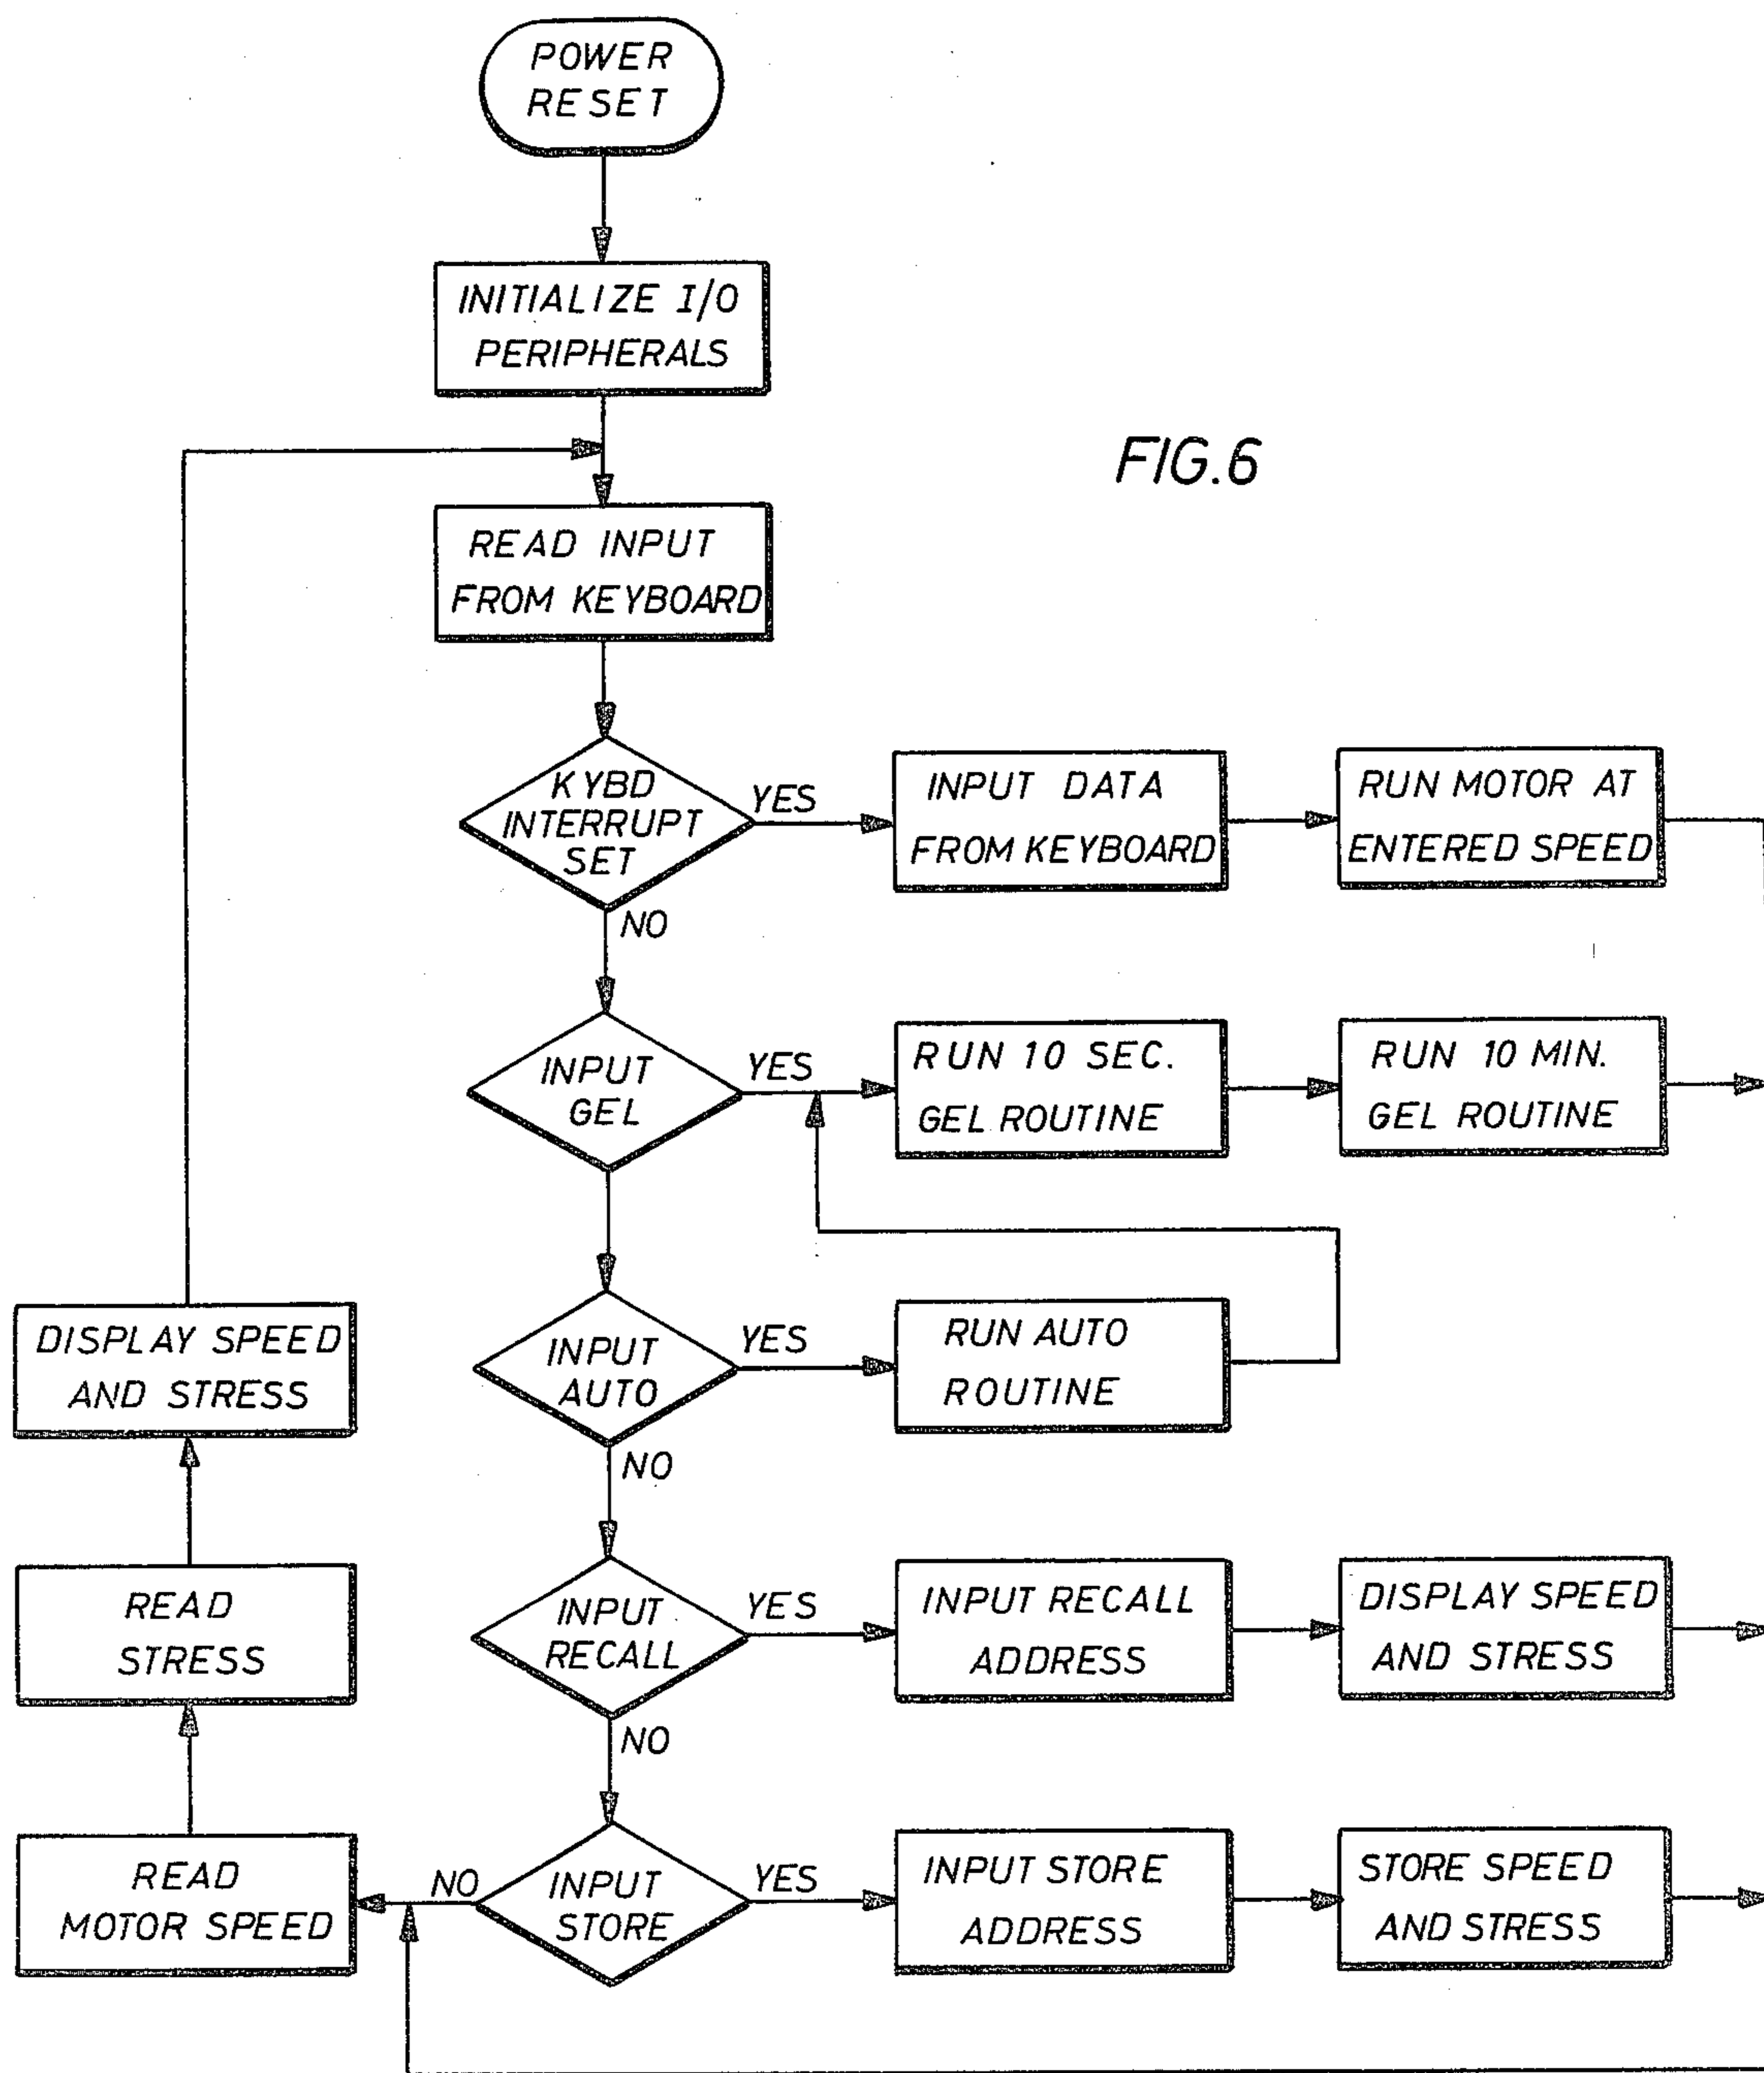 POWER
RESET
INITIALIZE I/O
PERIPHERALS
FIG.6
READ INPUT
FROM KEYBOARD
KYBD
INTERRUPT
SET
YES
INPUT DATA
FROM KEYBOARD
RUN MOTOR AT
ENTERED SPEED
NO
INPUT
GEL
YES
RUN 10 SEC.
GEL ROUTINE
RUN 10 MIN.
GEL ROUTINE
INPUT
AUTO
YES
RUN AUTO
ROUTINE
DISPLAY SPEED
AND STRESS
NO
INPUT
RECALL
YES
INPUT RECALL
ADDRESS
DISPLAY SPEED
AND STRESS
READ
STRESS
NO
INPUT
STORE
YES
INPUT STORE
ADDRESS
STORE SPEED
AND STRESS
NO
READ
MOTOR SPEED